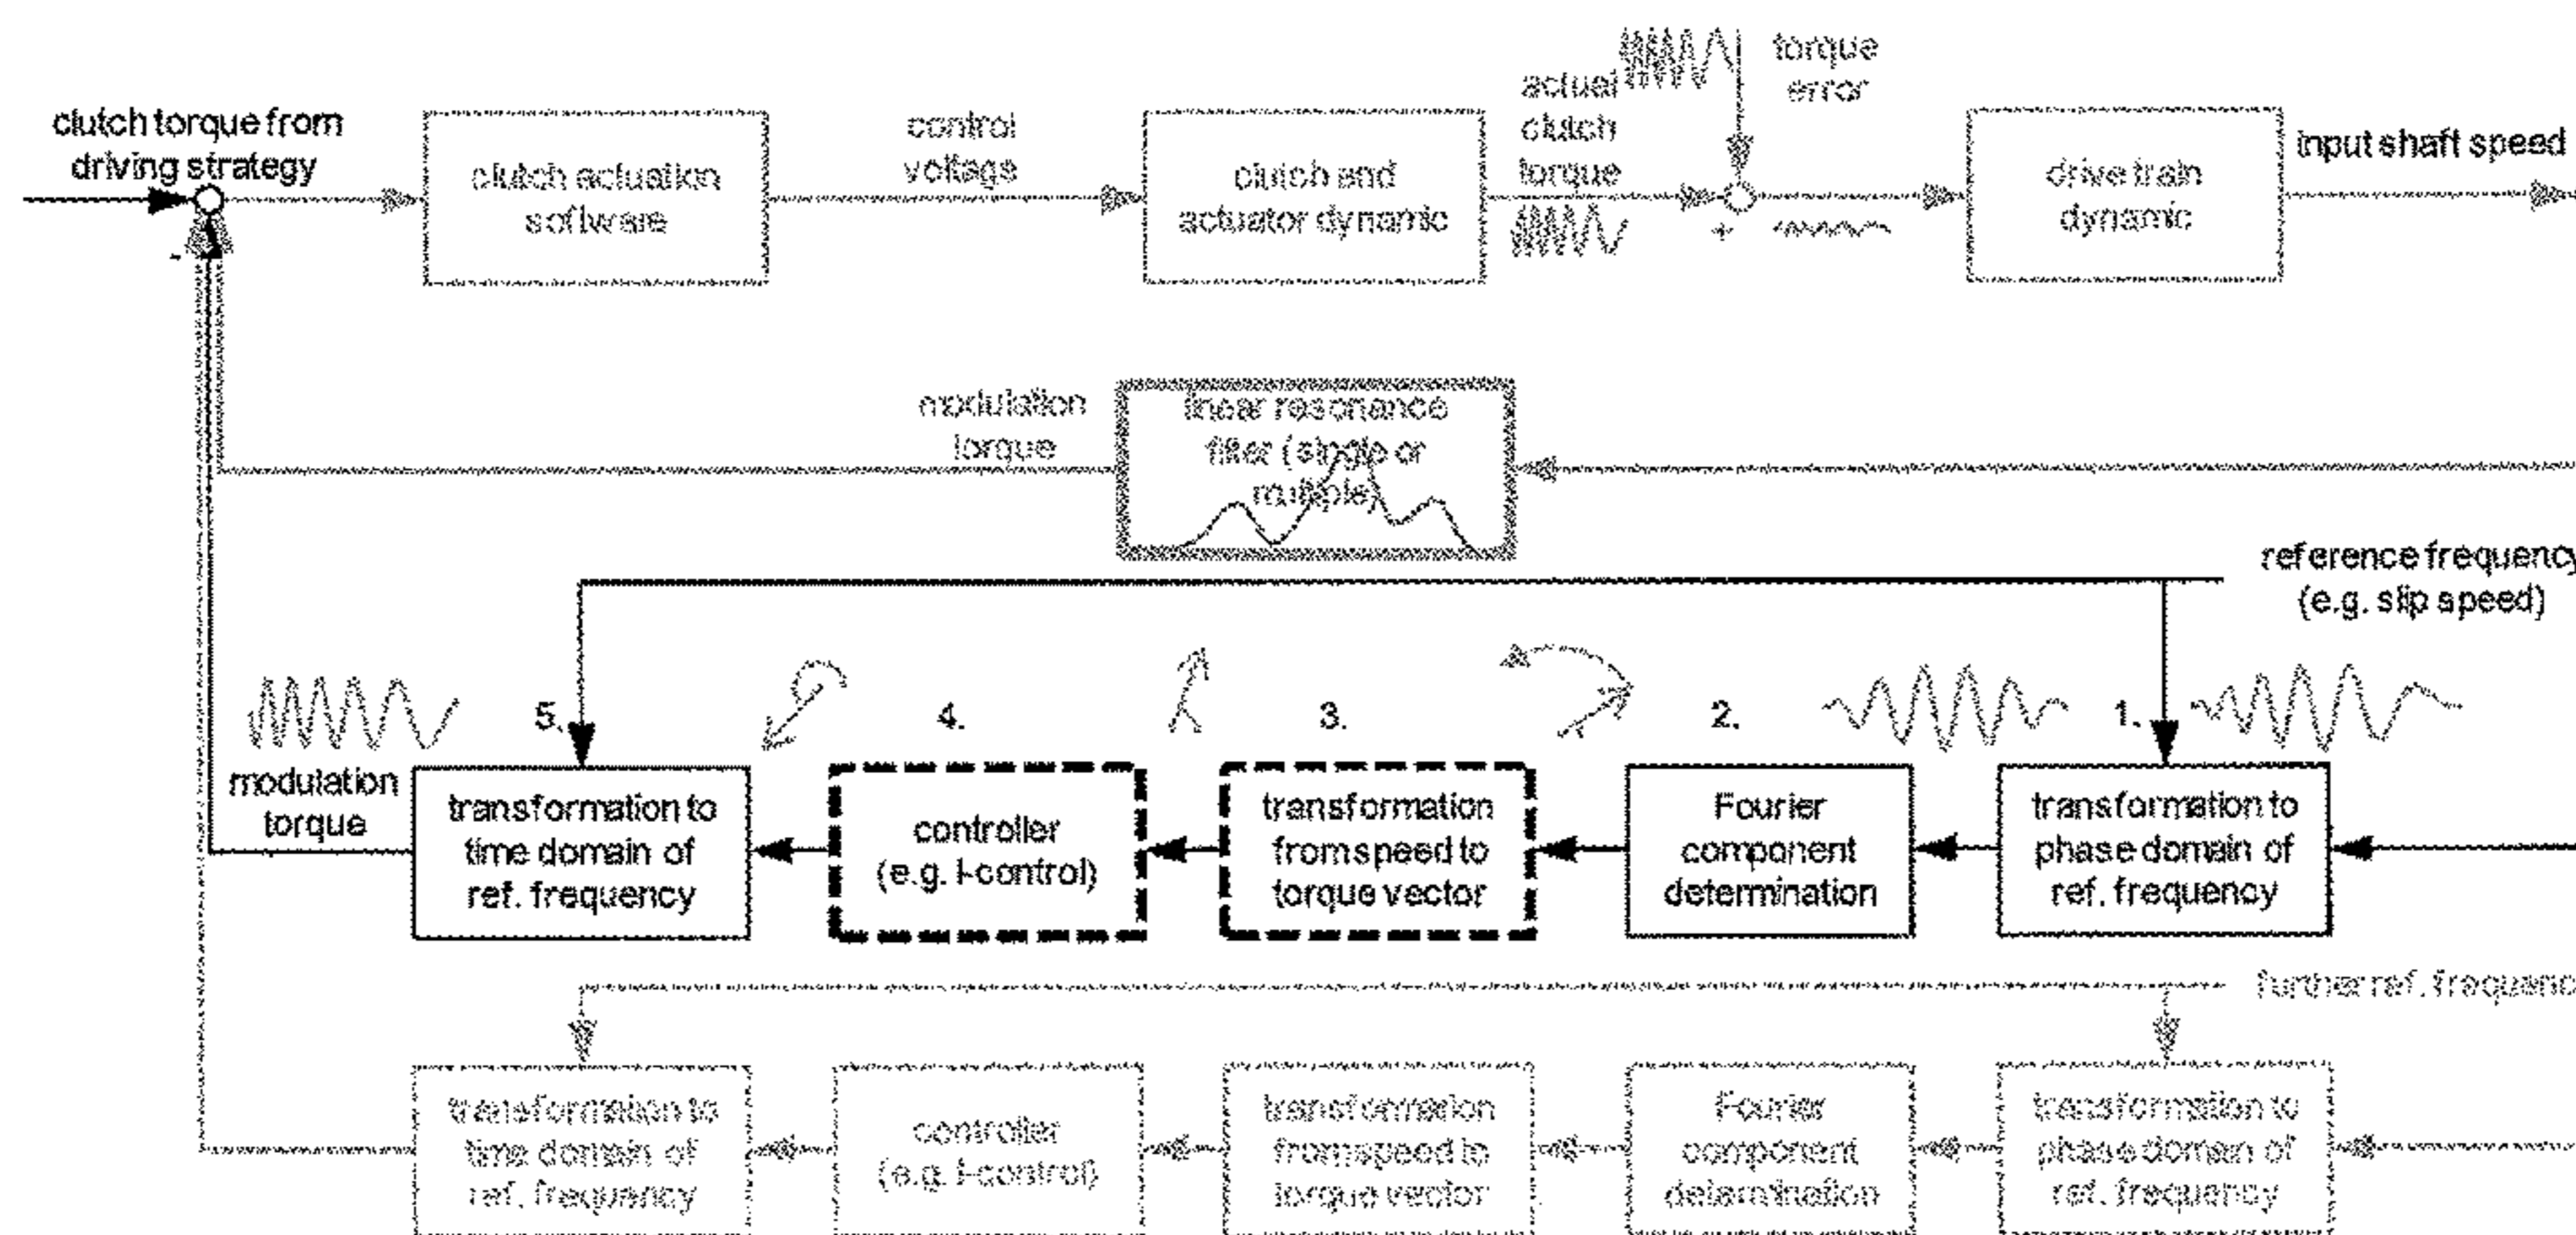 torque
error
clutch torque from
driving strategy
clutch actuation
software
control
voltages
clutch and
actuator dynamic
actual
clutch
torque
+
drive train
dynamic
input shaft speed
-
modulation
torque
linear resonance
filter (single or
multiple)
reference frequency
(e.g. slip speed)
5.
4.
3.
2.
1.
modulation
torque
transformation to
time domain of
ref. frequency
controller
(e.g. I-control)
transformation
from speed to
torque vector
Fourier
component
determination
transformation to
phase domain of
ref. frequency
further ref. frequenc
transformation to
time domain of
ref. frequency
controller
(e.g. I-control)
transformation
from speed to
torque vector
Fourier
component
determination
transformation to
phase domain of
ref. frequency